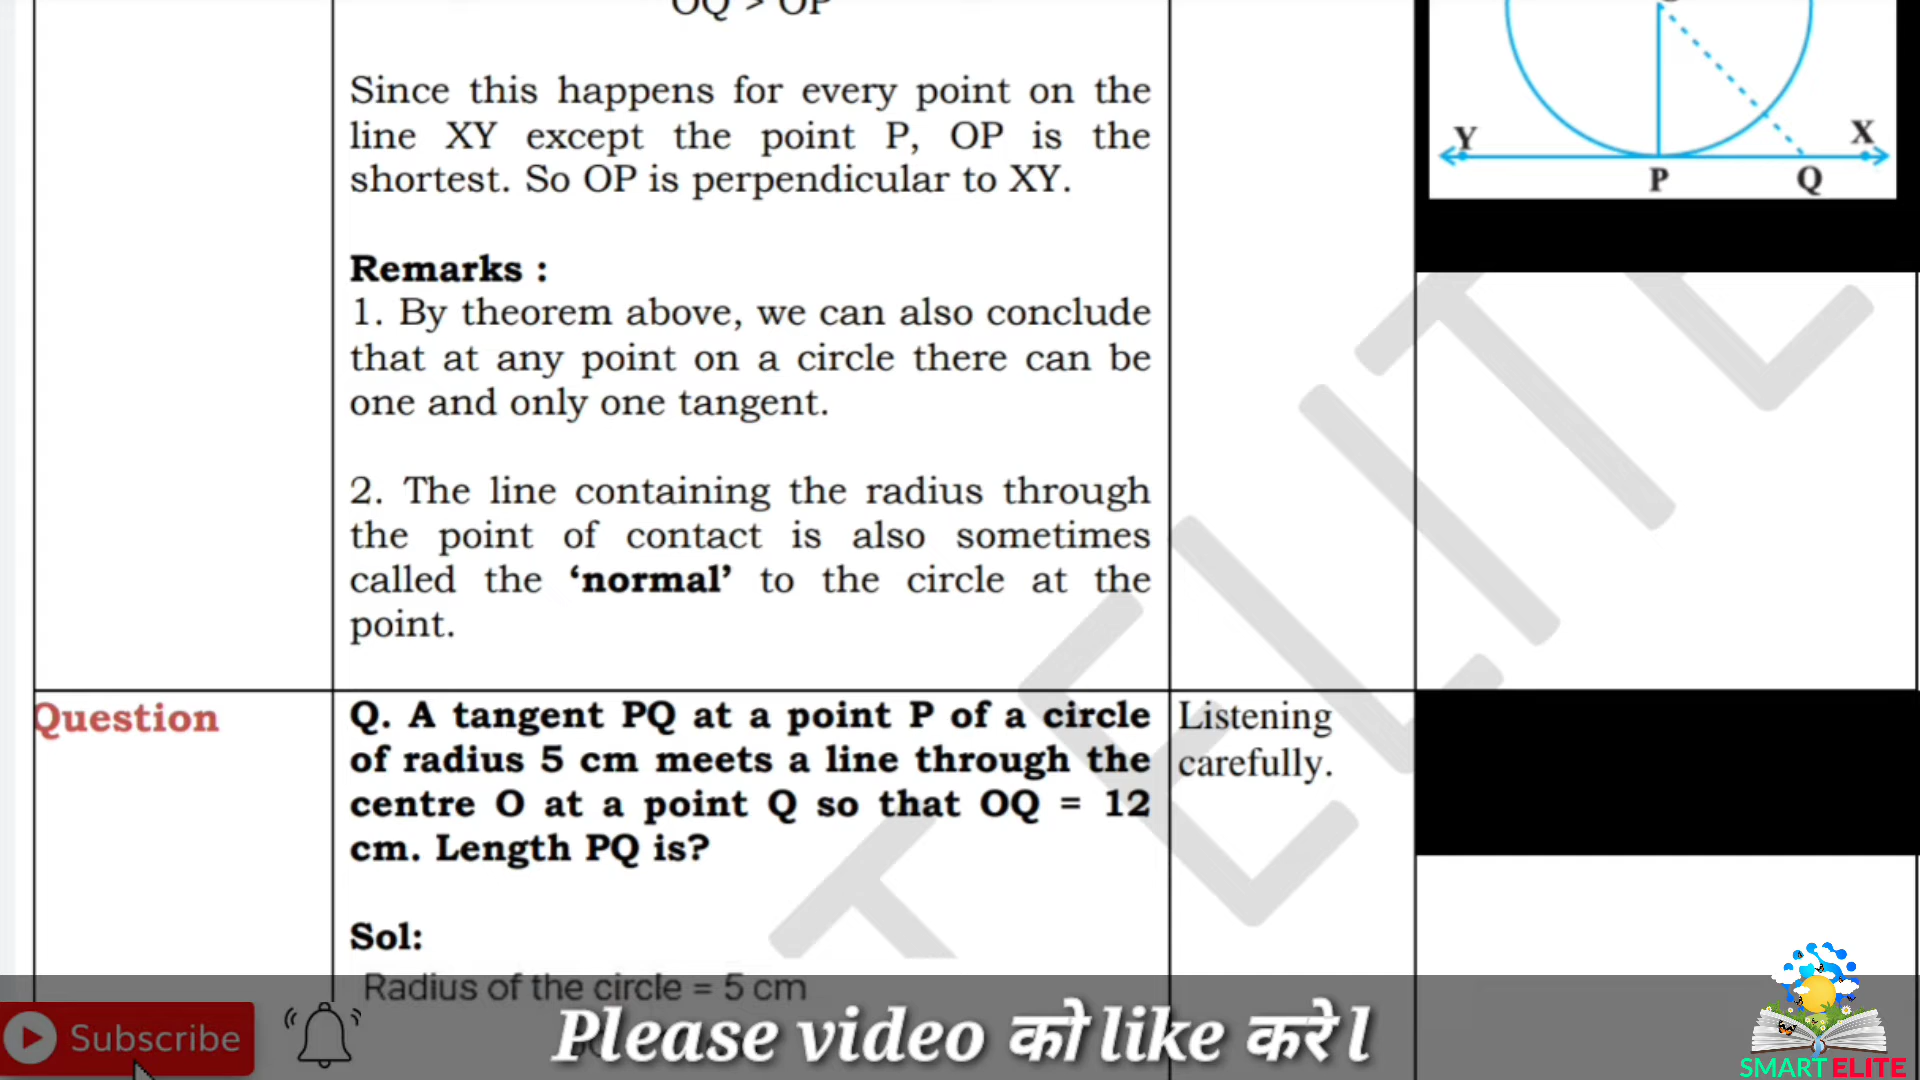 OQ > OP
Since this happens for every point on the
line XY except the point P, OP is the
shortest. So OP is perpendicular to XY.
Remarks :
1. By theorem above, we can also conclude
that at any point on a circle there can be
one and only one tangent.
2. The line containing the radius through
the point of contact is also sometimes
called the ‘normal’ to the circle at the
point.
Y
X
P
Q
ELITE
Question
Q. A tangent PQ at a point P of a circle
of radius 5 cm meets a line through the
centre O at a point Q so that OQ = 12
cm. Length PQ is?
Listening
carefully.
Sol:
Radius of the circle = 5 cm
Subscribe
Please video को like करे l
SMART ELITE